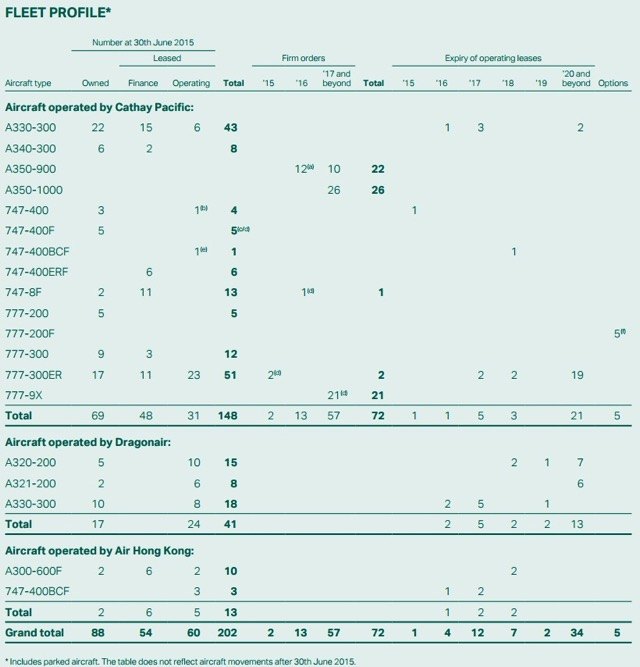 FLEET PROFILE*
Number at 30th June 2015
Leased Firm orders Expiry of operating leases
Aircraft type Owned Finance Operating Total '15 '16 '17 and beyond Total '15 '16 '17 '18 '19 '20 and beyond Options
Aircraft operated by Cathay Pacific:
A330-300 22 15 6 43 1 3 2
A340-300 6 2 8
A350-900 12(a) 10 22
A350-1000 26 26
747-400 3 1(b) 4 1
747-400F 5 5(c)(d)
747-400BCF 1(e) 1 1
747-400ERF 6 6
747-8F 2 11 13 1(d) 1
777-200 5 5
777-200F 5(f)
777-300 9 3 12
777-300ER 17 11 23 51 2(d) 2 2 2 19
777-9X 21(d) 21
Total 69 48 31 148 2 13 57 72 1 1 5 3 21 5
Aircraft operated by Dragonair:
A320-200 5 10 15 2 1 7
A321-200 2 6 8 6
A330-300 10 8 18 2 5 1
Total 17 24 41 2 5 2 2 13
Aircraft operated by Air Hong Kong:
A300-600F 2 6 2 10 2
747-400BCF 3 3 1 2
Total 2 6 5 13 1 2 2
Grand total 88 54 60 202 2 13 57 72 1 4 12 7 2 34 5
* Includes parked aircraft. The table does not reflect aircraft movements after 30th June 2015.